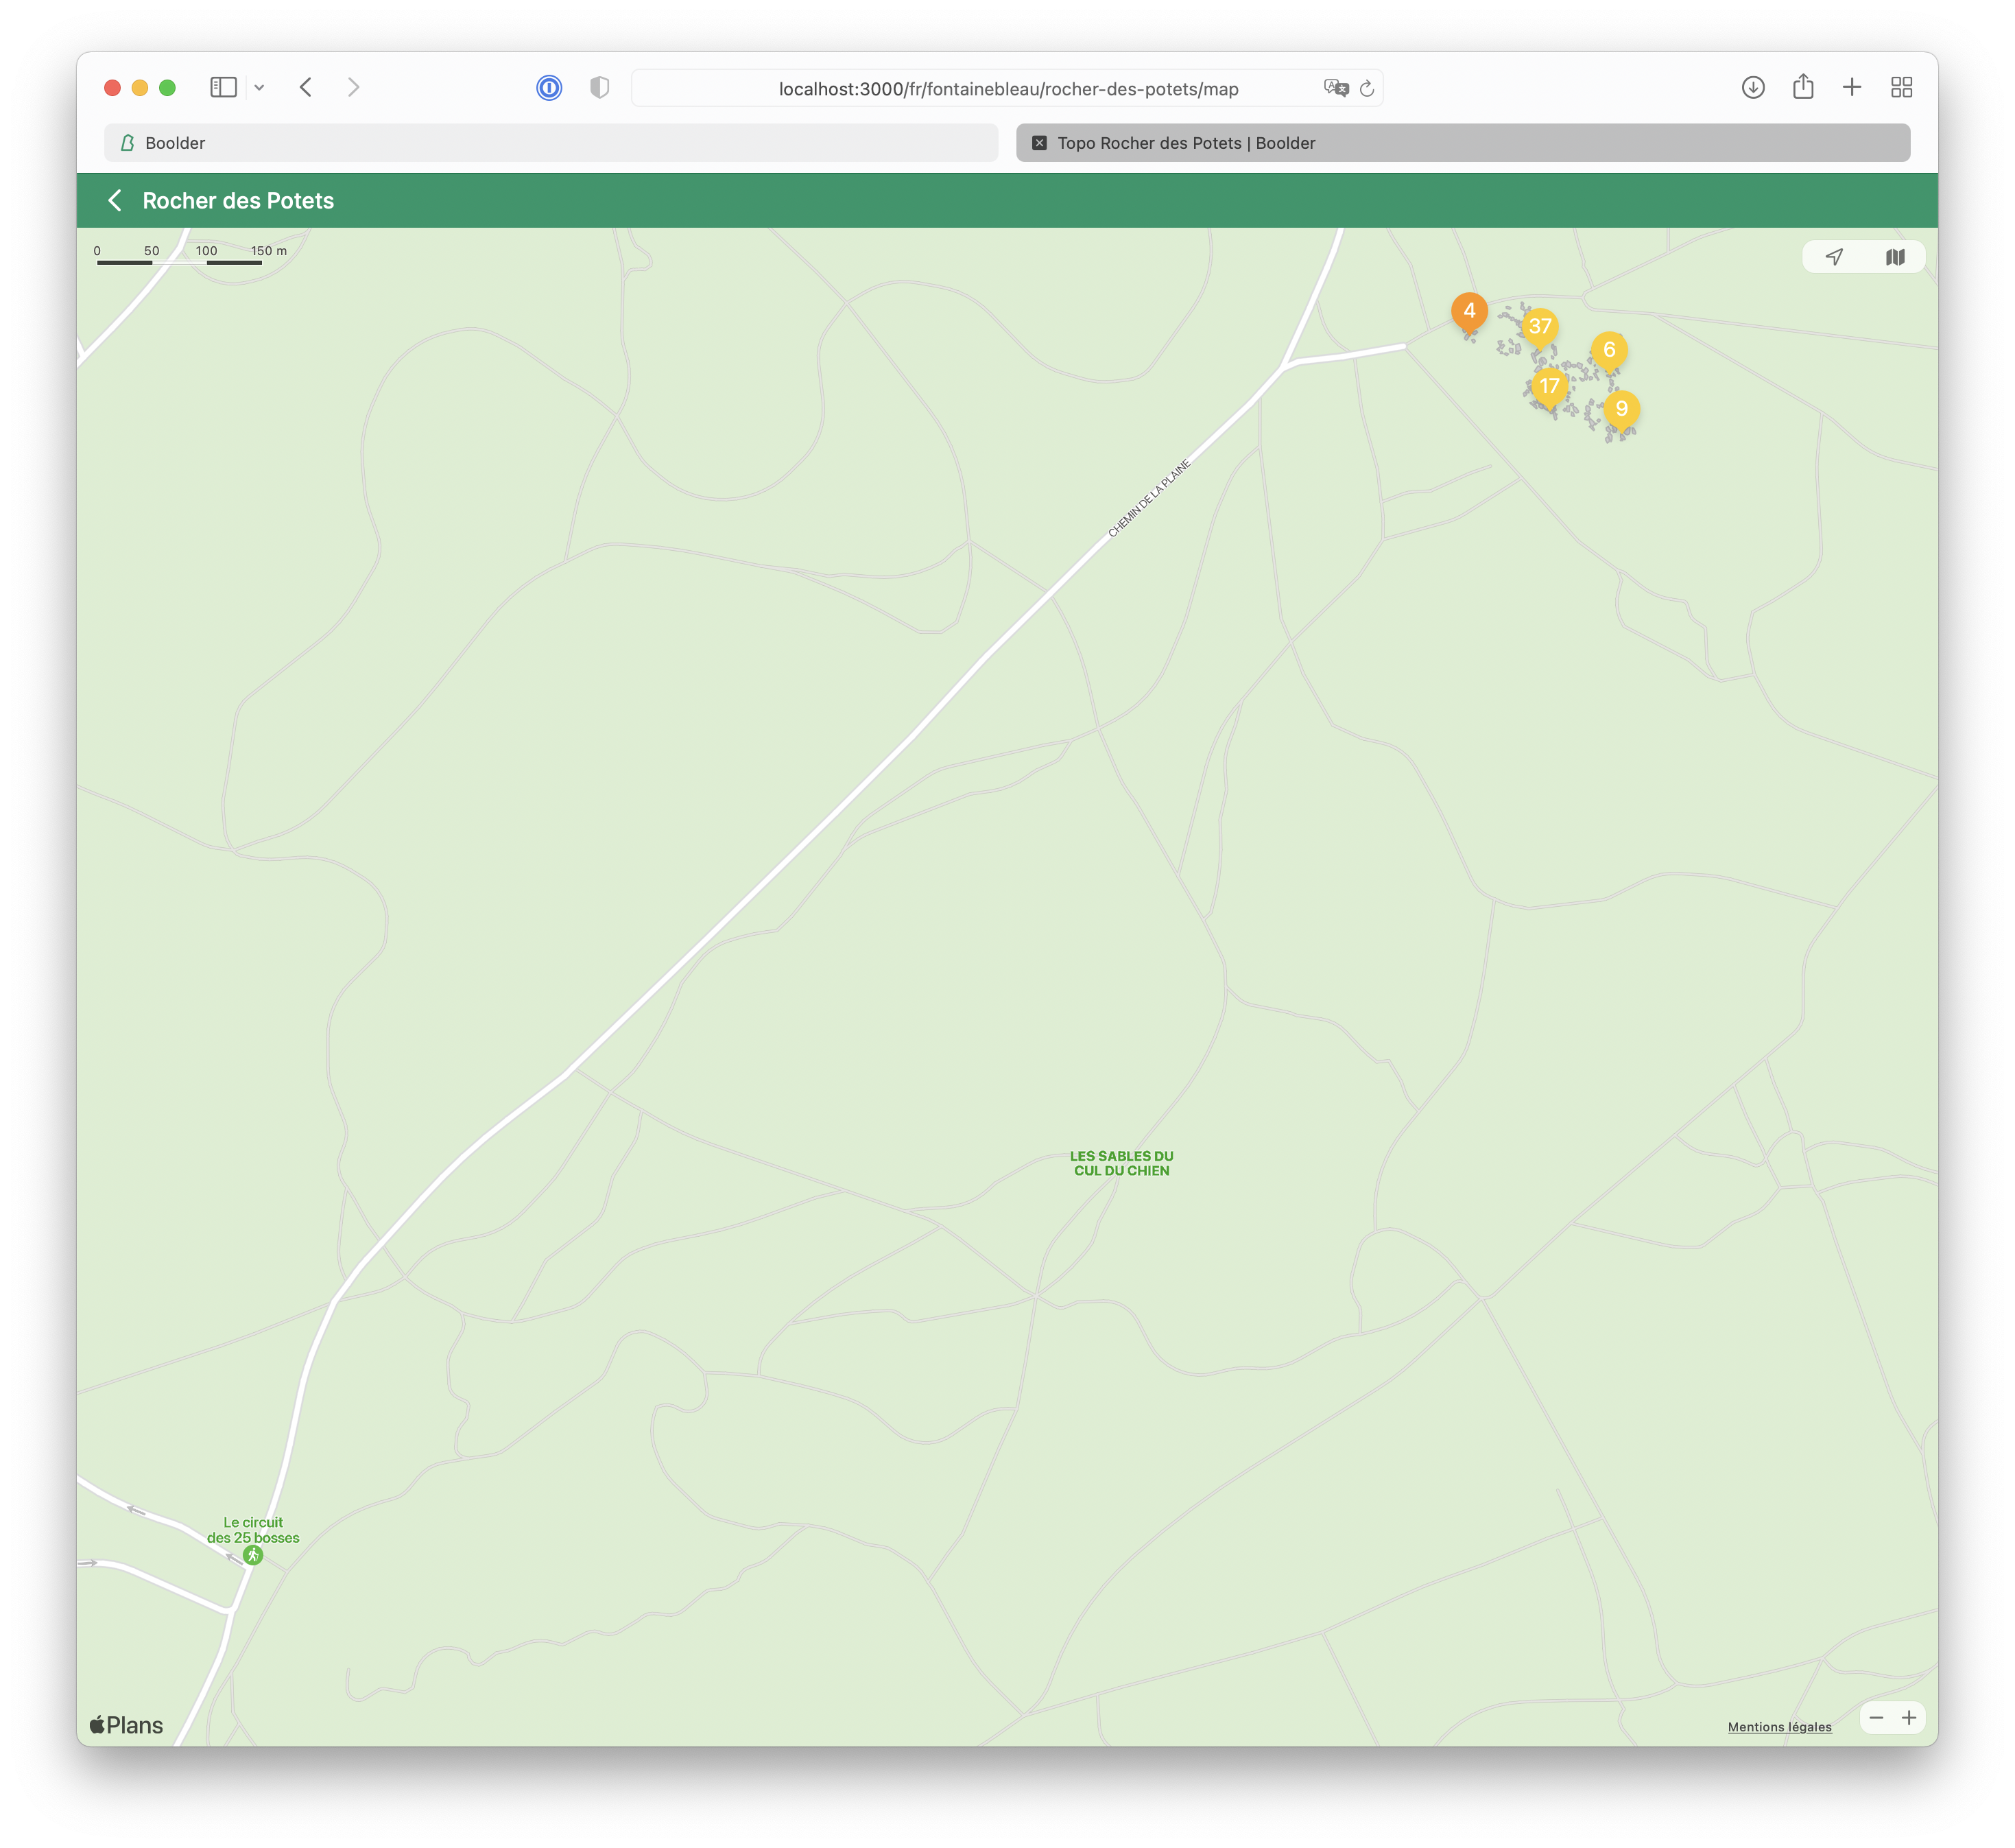 localhost:3000/fr/fontainebleau/rocher-des-potets/map
Boolder
Topo Rocher des Potets | Boolder
Rocher des Potets
0 50 100 150 m
4
37
6
17
9
CHEMIN DE LA PLAINE
LES SABLES DU
CUL DU CHIEN
Le circuit
des 25 bosses
Plans
Mentions légales
− +